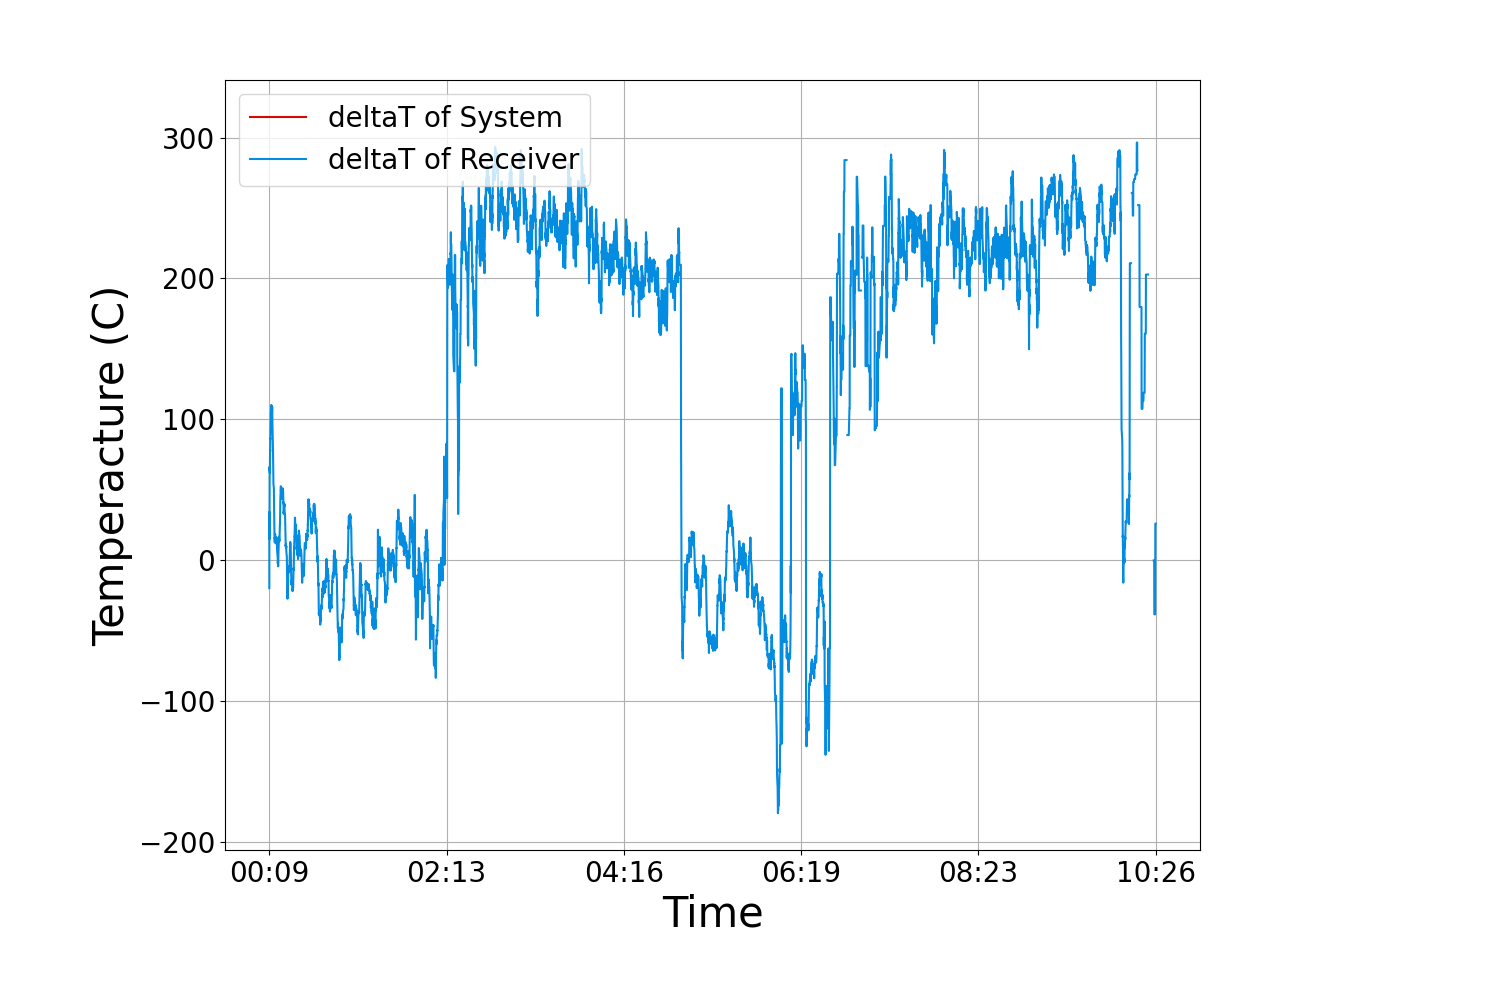 deltaT of System
deltaT of Receiver
300
200
100
0
−100
−200
Temperacture (C)
00:09 02:13 04:16 06:19 08:23 10:26
Time